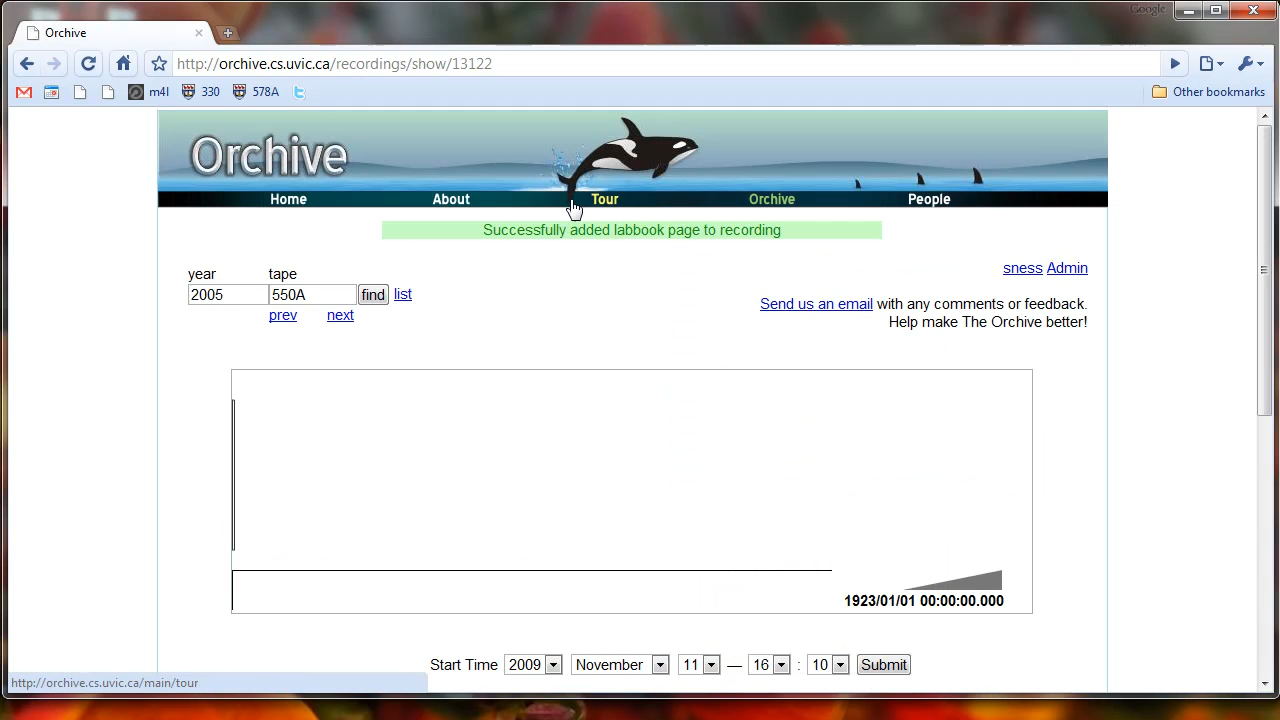 Google
Orchive
http://orchive.cs.uvic.ca/recordings/show/13122
m4l 330 578A Other bookmarks
Orchive
Home About Tour Orchive People
Successfully added labbook page to recording
year tape
sness Admin
2005 550A find list
prev next
Send us an email with any comments or feedback.
Help make The Orchive better!
1923/01/01 00:00:00.000
Start Time 2009 November 11 — 16 : 10 Submit
http://orchive.cs.uvic.ca/main/tour